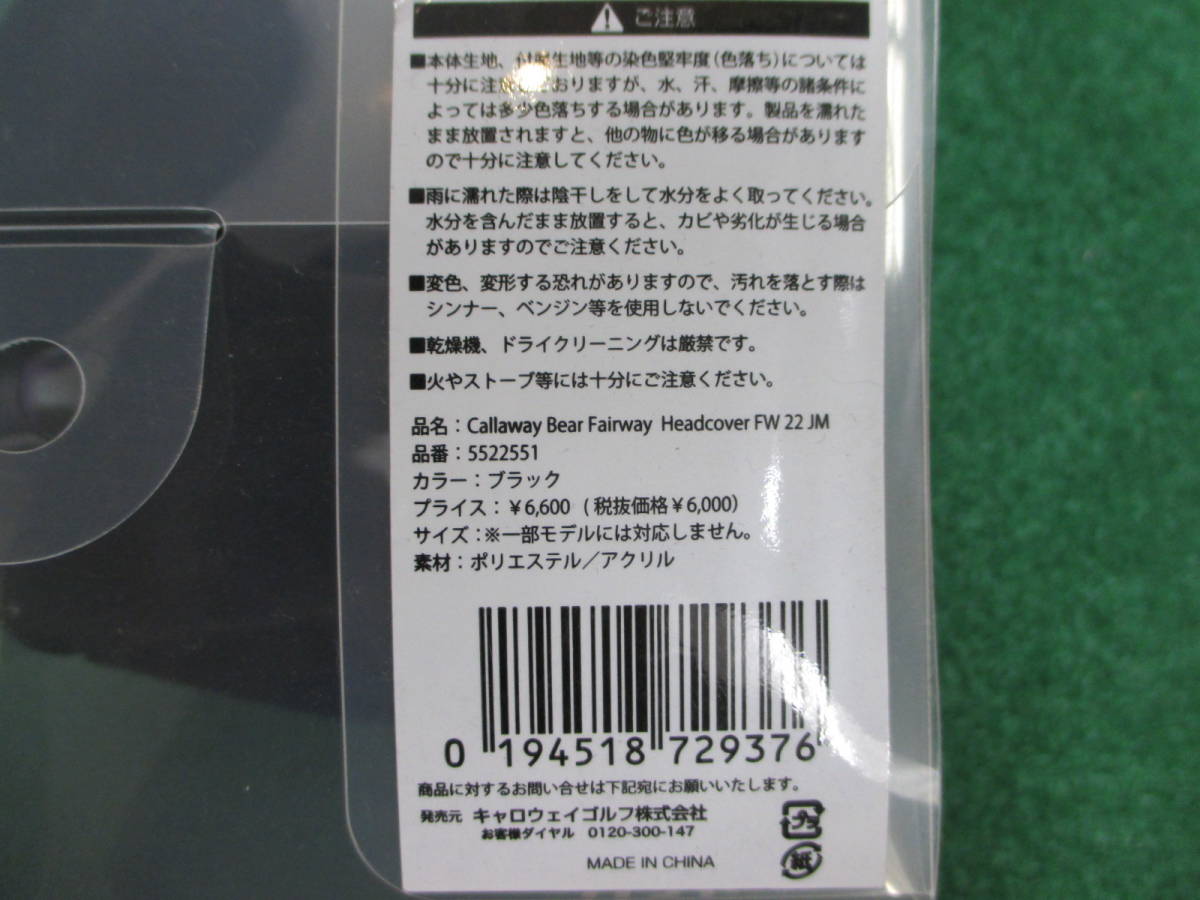 ご注意
■本体生地、付属生地等の染色堅牢度(色落ち)については
十分に注意しておりますが、水、汗、摩擦等の諸条件に
よっては多少色落ちする場合があります。製品を濡れた
まま放置されますと、他の物に色が移る場合があります
ので十分に注意してください。
■雨に濡れた際は陰干しをして水分をよく取ってください。
水分を含んだまま放置すると、カビや劣化が生じる場合
がありますのでご注意ください。
■変色、変形する恐れがありますので、汚れを落とす際は
シンナー、ベンジン等を使用しないでください。
■乾燥機、ドライクリーニングは厳禁です。
■火やストーブ等には十分にご注意ください。
品名：Callaway Bear Fairway Headcover FW 22 JM
品番：5522551
カラー：ブラック
プライス：¥6,600 (税抜価格¥6,000)
サイズ：※一部モデルには対応しません。
素材：ポリエステル／アクリル
0 194518 729376
商品に対するお問い合せは下記宛にお願いいたします。
発売元 キャロウェイゴルフ株式会社
お客様ダイヤル 0120-300-147
プラ
紙
MADE IN CHINA